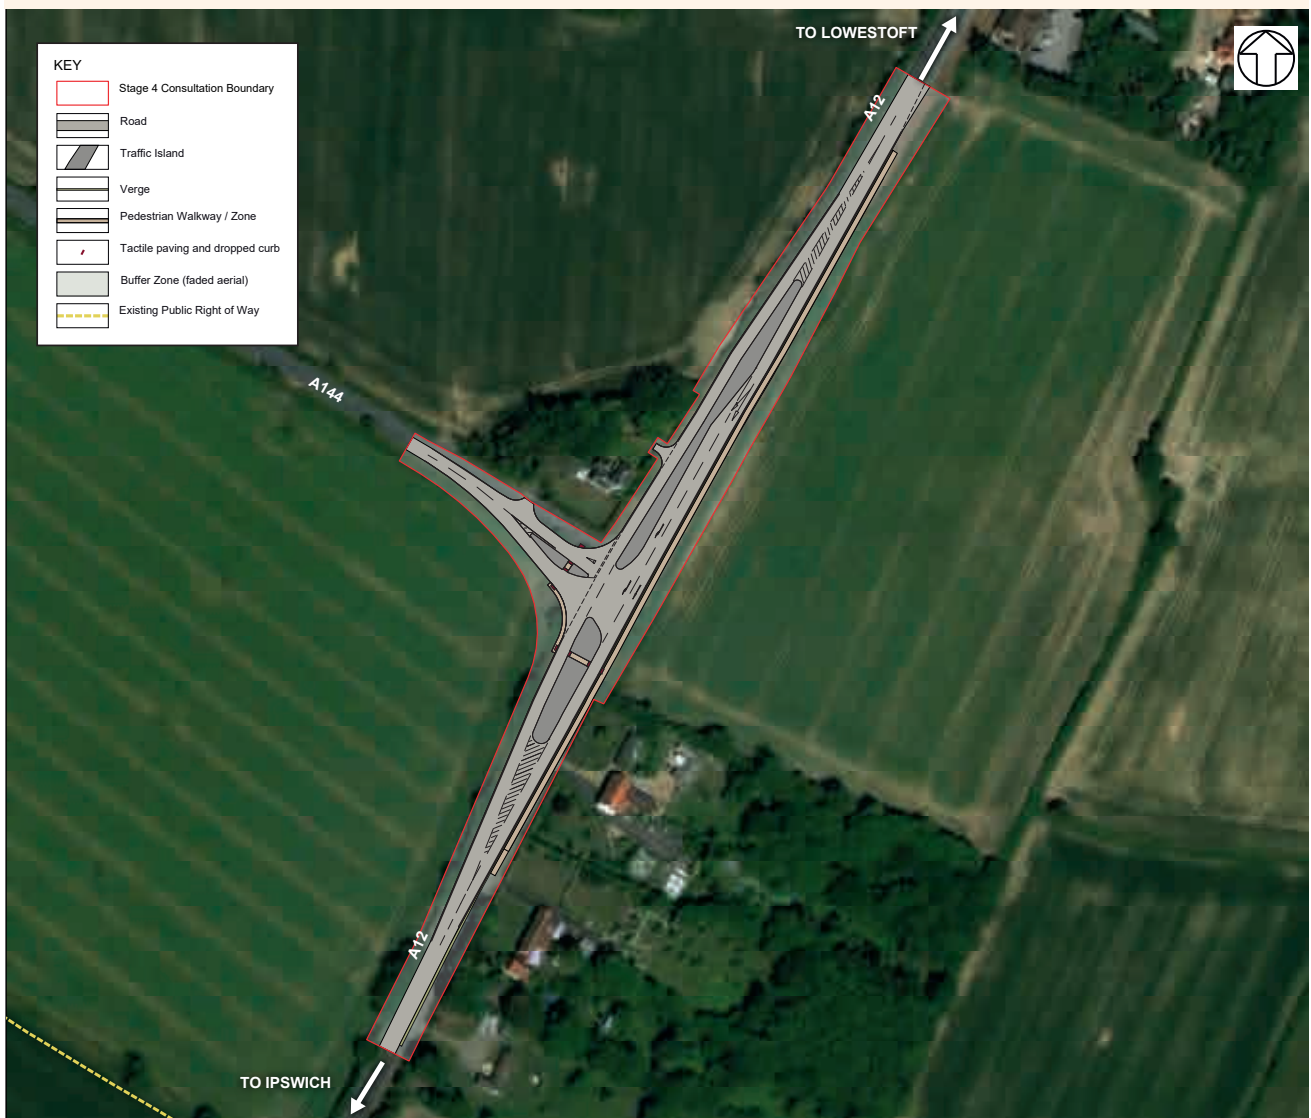 TO LOWESTOFT
KEY
Stage 4 Consultation Boundary
Road
Traffic Island
Verge
Pedestrian Walkway / Zone
Tactile paving and dropped curb
Buffer Zone (faded aerial)
Existing Public Right of Way
A12
A144
A12
TO IPSWICH